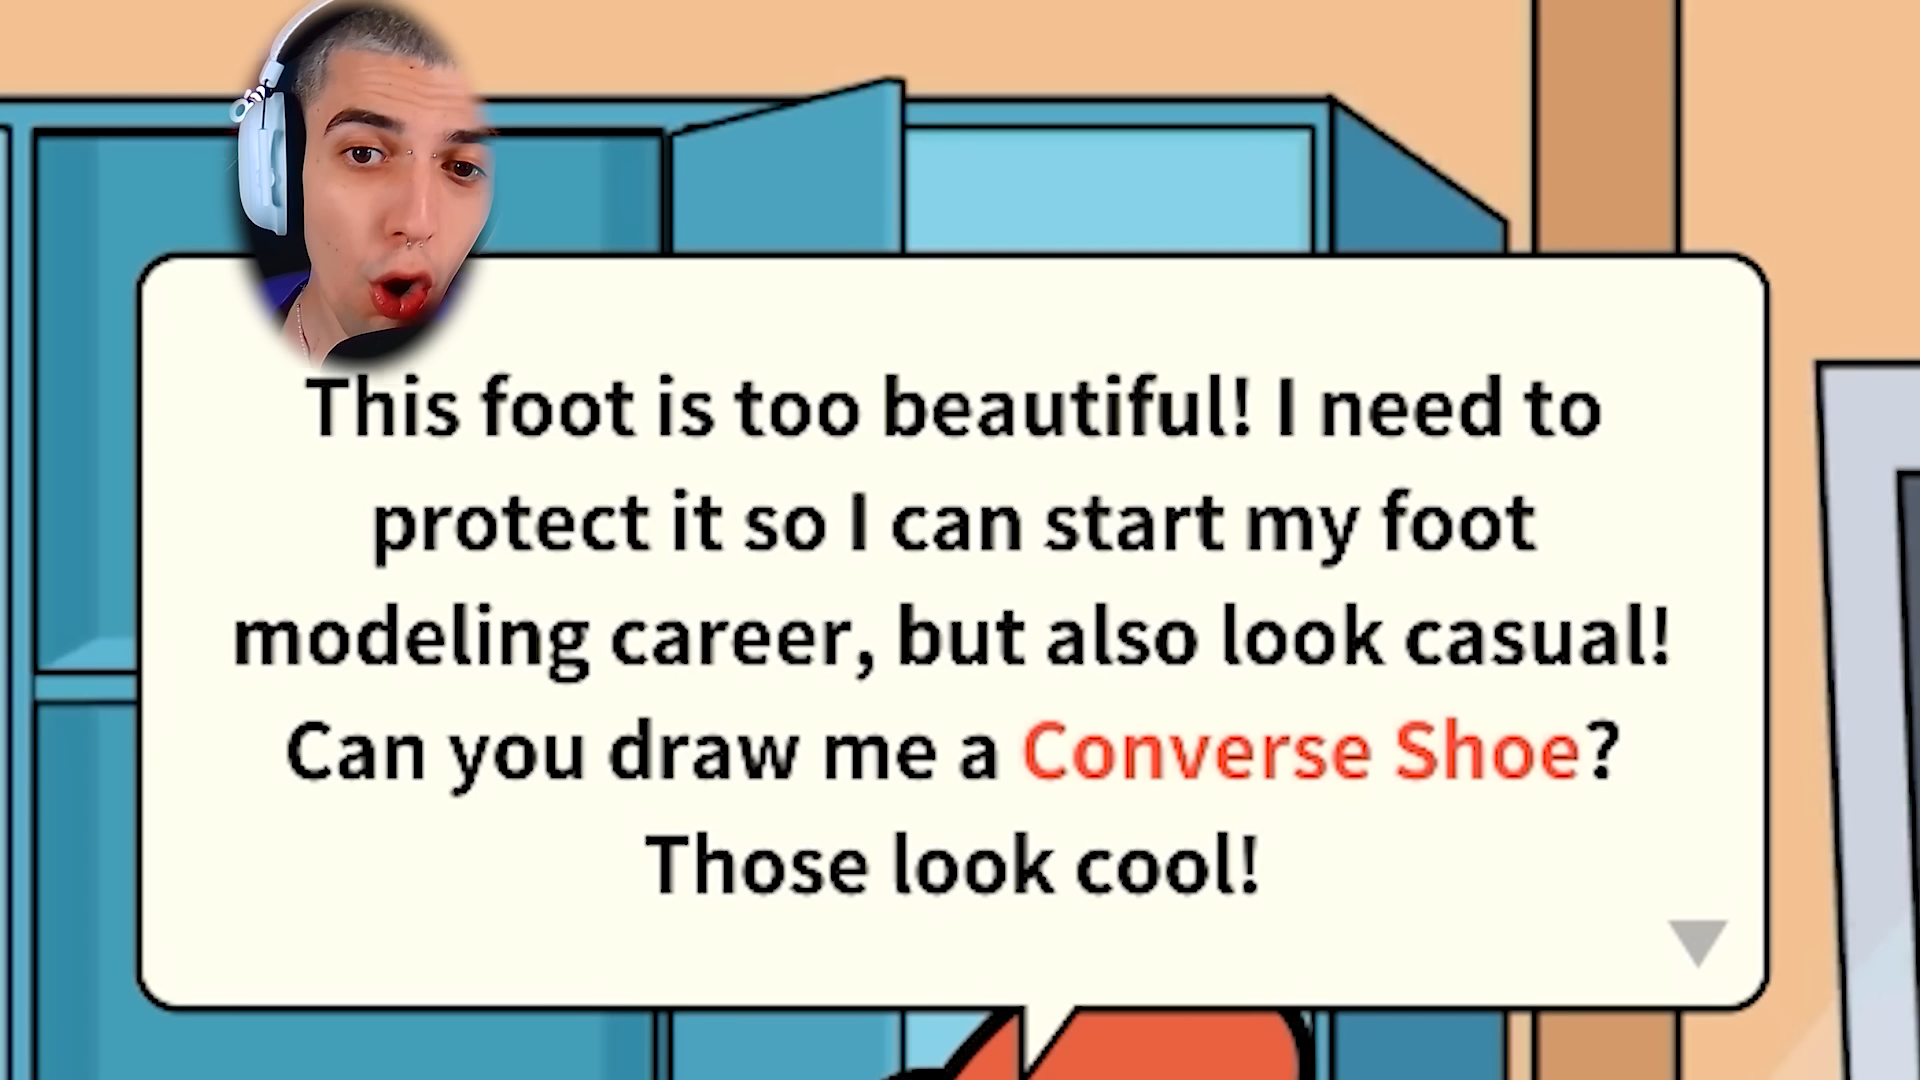 This foot is too beautiful! I need to
protect it so I can start my foot
modeling career, but also look casual!
Can you draw me a Converse Shoe?
Those look cool!